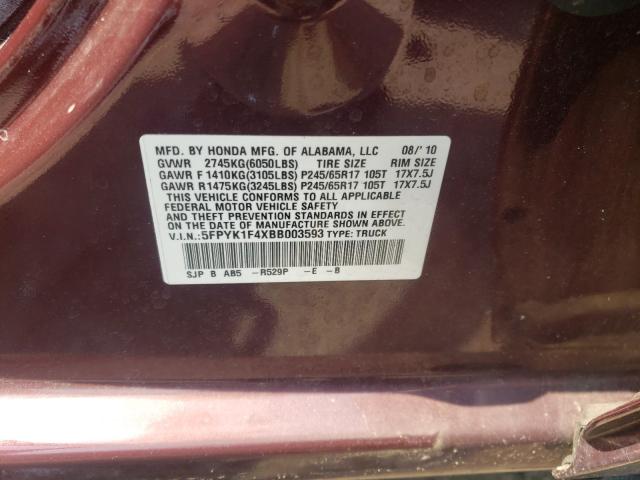 MFD. BY HONDA MFG. OF ALABAMA, LLC 08/'10
GVWR 2745KG(6050LBS) TIRE SIZE RIM SIZE
GAWR F 1410KG(3105LBS) P245/65R17 105T 17X7.5J
GAWR R1475KG(3245LBS) P245/65R17 105T 17X7.5J
THIS VEHICLE CONFORMS TO ALL APPLICABLE
FEDERAL MOTOR VEHICLE SAFETY, BUMPER,
AND THEFT PREVENTION STANDARDS IN EFFECT
ON THE DATE OF MANUFACTURE SHOWN ABOVE.
V.I.N.:5FPYK1F4XBB003593 TYPE: TRUCK
SJP B AB5 -R529P -E -B